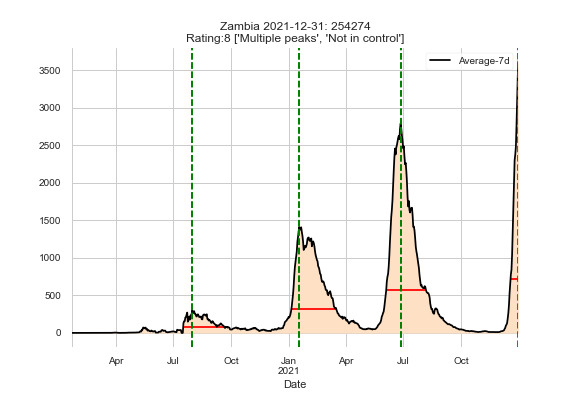 Zambia 2021-12-31: 254274
Rating:8 ['Multiple peaks', 'Not in control']
Average-7d
3500
3000
2500
2000
1500
1000
500
0
Apr Jul Oct Jan Apr Jul Oct
2021
Date